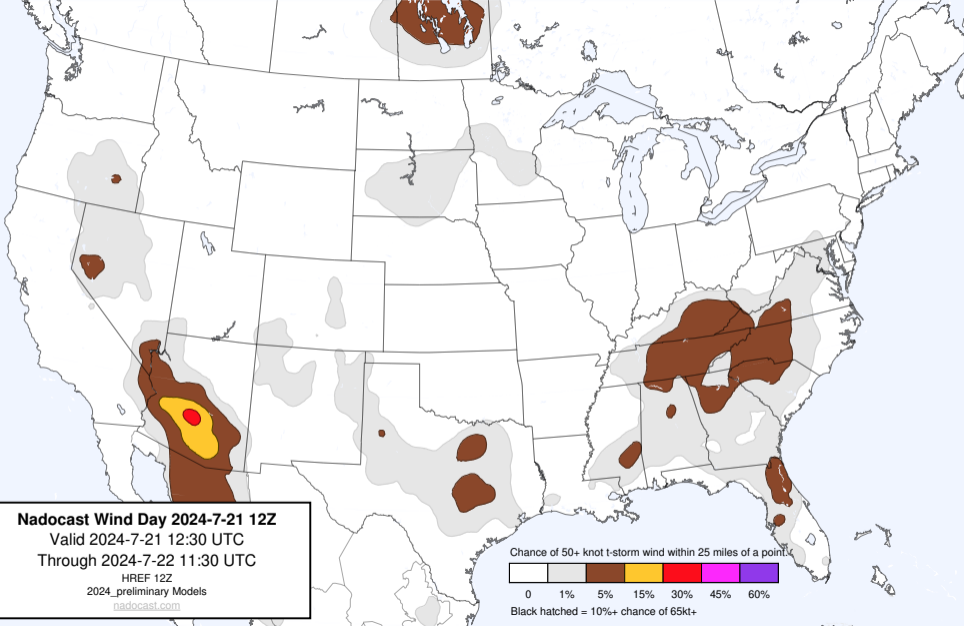 Nadocast Wind Day 2024-7-21 12Z
Valid 2024-7-21 12:30 UTC
Through 2024-7-22 11:30 UTC
HREF 12Z
2024_preliminary Models
nadocast.com
Chance of 50+ knot t-storm wind within 25 miles of a point.
0 1% 5% 15% 30% 45% 60%
Black hatched = 10%+ chance of 65kt+